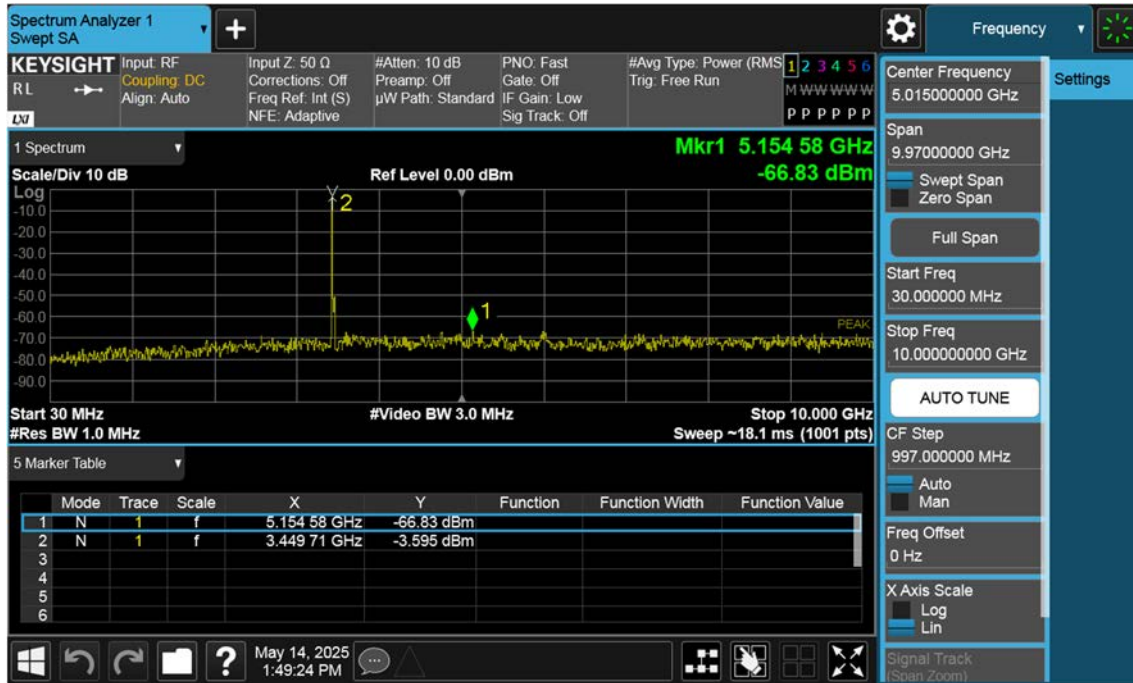 Spectrum Analyzer 1
Swept SA
Frequency
KEYSIGHT
RL
LXI
Input: RF
Coupling: DC
Align: Auto
Input Z: 50 Ω
Corrections: Off
Freq Ref: Int (S)
NFE: Adaptive
#Atten: 10 dB
Preamp: Off
µW Path: Standard
PNO: Fast
Gate: Off
IF Gain: Low
Sig Track: Off
#Avg Type: Power (RMS
Trig: Free Run
1 2 3 4 5 6
M W W W W W
P P P P P P
1 Spectrum
Mkr1 5.154 58 GHz
-66.83 dBm
Scale/Div 10 dB
Ref Level 0.00 dBm
Log
-10.0
-20.0
-30.0
-40.0
-50.0
-60.0
-70.0
-80.0
-90.0
2
1
PEAK
Start 30 MHz
#Video BW 3.0 MHz
Stop 10.000 GHz
#Res BW 1.0 MHz
Sweep ~18.1 ms (1001 pts)
5 Marker Table
Mode Trace Scale X Y Function Function Width Function Value
1 N 1 f 5.154 58 GHz -66.83 dBm
2 N 1 f 3.449 71 GHz -3.595 dBm
3
4
5
6
May 14, 2025
1:49:24 PM
Center Frequency
5.015000000 GHz
Settings
Span
9.97000000 GHz
Swept Span
Zero Span
Full Span
Start Freq
30.000000 MHz
Stop Freq
10.000000000 GHz
AUTO TUNE
CF Step
997.000000 MHz
Auto
Man
Freq Offset
0 Hz
X Axis Scale
Log
Lin
Signal Track
(Span Zoom)